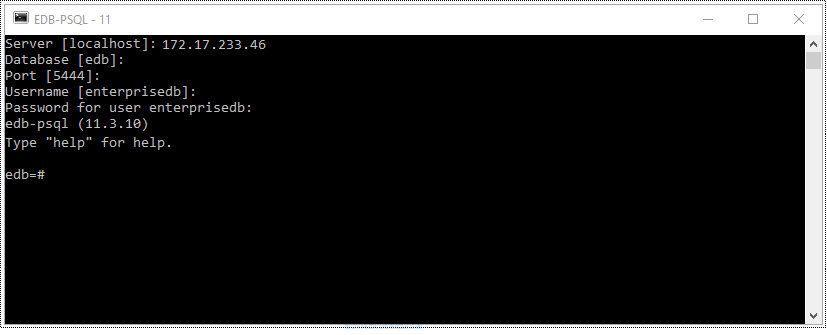 EDB-PSQL - 11
Server [localhost]: 172.17.233.46
Database [edb]:
Port [5444]:
Username [enterprisedb]:
Password for user enterprisedb:
edb-psql (11.3.10)
Type "help" for help.
edb=#